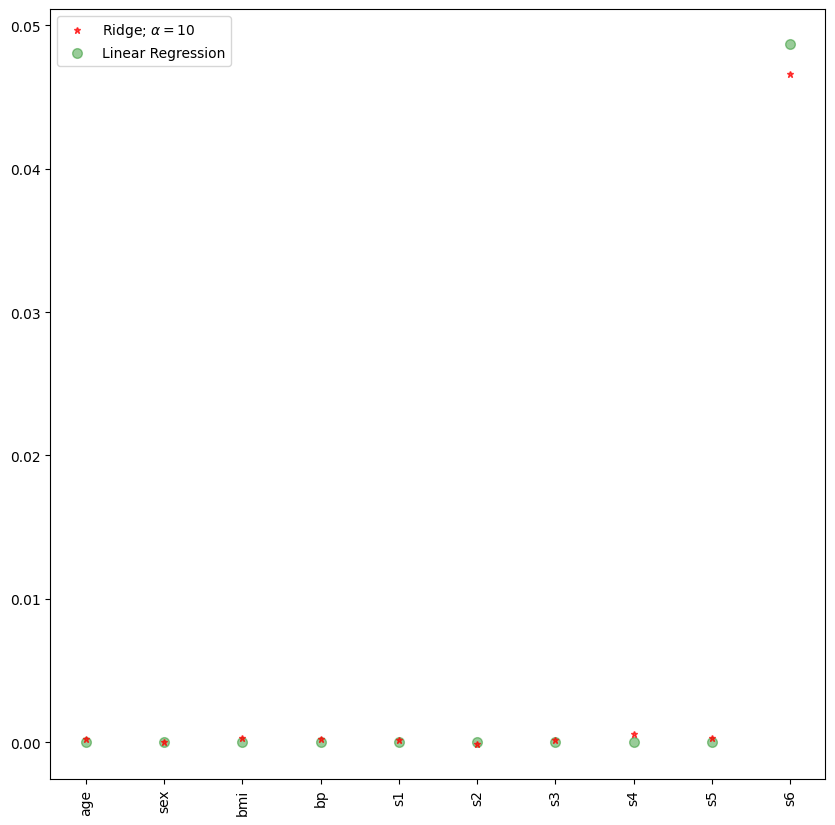 Ridge; α = 10
Linear Regression
0.05
0.04
0.03
0.02
0.01
0.00
age
sex
bmi
bp
s1
s2
s3
s4
s5
s6